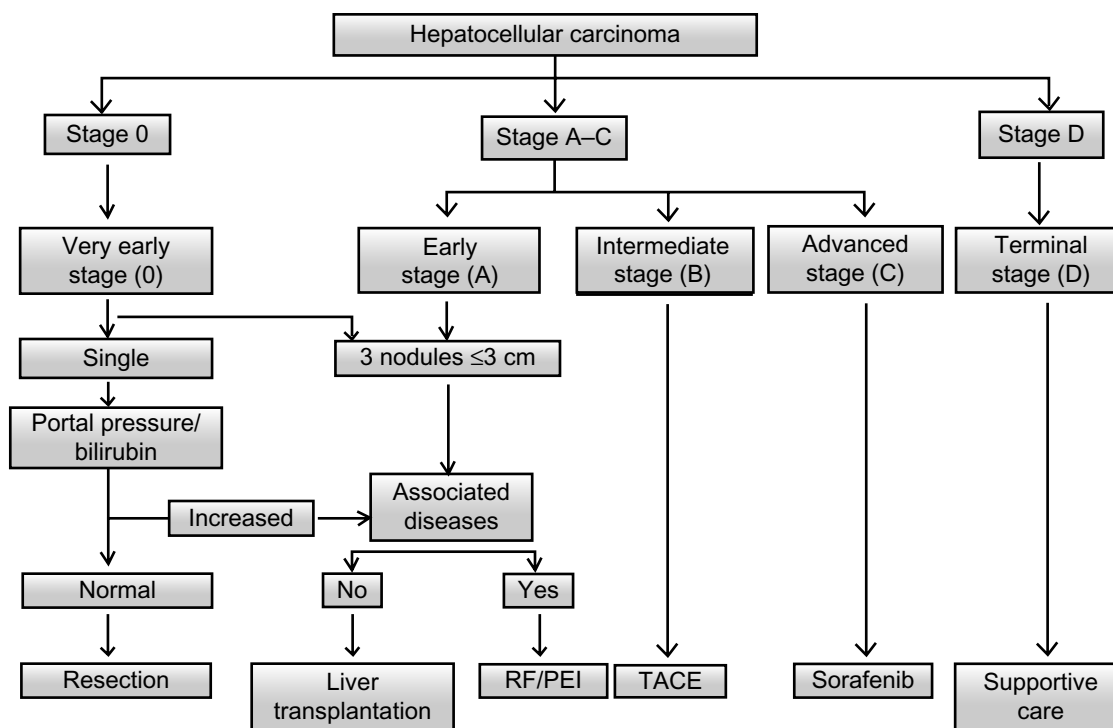 Hepatocellular carcinoma
Stage 0
Stage A–C
Stage D
Very early
stage (0)
Early
stage (A)
Intermediate
stage (B)
Advanced
stage (C)
Terminal
stage (D)
Single
3 nodules ≤3 cm
Portal pressure/
bilirubin
Increased
Associated
diseases
Normal
No
Yes
Resection
Liver
transplantation
RF/PEI
TACE
Sorafenib
Supportive
care